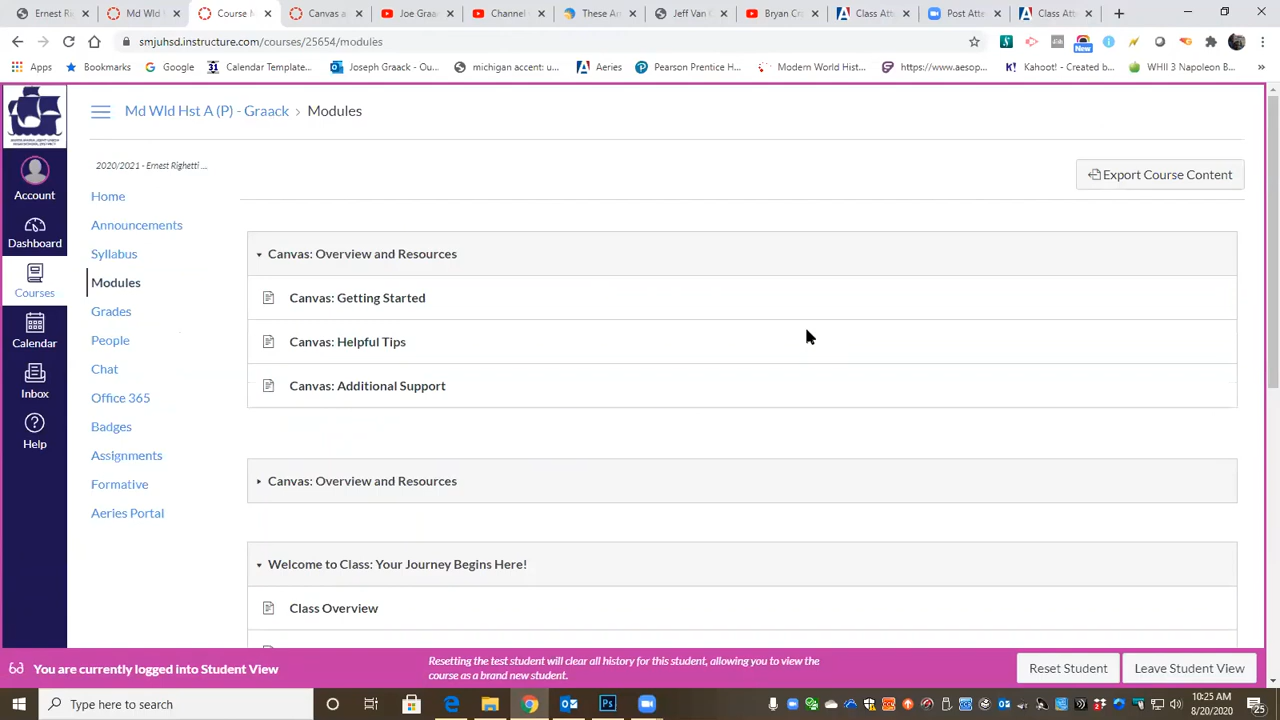 Ernest R
Modules
Canvas M
Joe Graa
Videos
These Ar
Jeff Van
Bryan Cr
Class Att
Post Atte
Class Att
smjuhsd.instructure.com/courses/25654/modules
New
Apps
Bookmarks
Google
Calendar Template...
Joseph Graack - Ou...
michigan accent: u...
Aeries
Pearson Prentice H...
Modern World Hist...
https://www.aesop...
Kahoot! - Created b...
WHII 3 Napoleon B...
»
Md Wld Hst A (P) - Graack › Modules
2020/2021 - Ernest Righetti ...
Export Course Content
Account
Dashboard
Courses
Calendar
Inbox
Help
Home
Announcements
Syllabus
Modules
Grades
People
Chat
Office 365
Badges
Assignments
Formative
Aeries Portal
Canvas: Overview and Resources
Canvas: Getting Started
Canvas: Helpful Tips
Canvas: Additional Support
Canvas: Overview and Resources
Welcome to Class: Your Journey Begins Here!
Class Overview
You are currently logged into Student View
Resetting the test student will clear all history for this student, allowing you to view the
course as a brand new student.
Reset Student
Leave Student View
Type here to search
10:25 AM
8/20/2020